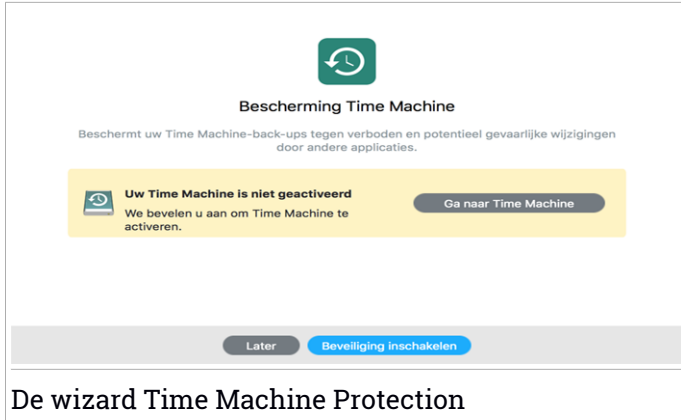 Bescherming Time Machine
Beschermt uw Time Machine-back-ups tegen verboden en potentieel gevaarlijke wijzigingen
door andere applicaties.
Uw Time Machine is niet geactiveerd
We bevelen u aan om Time Machine te
activeren.
Ga naar Time Machine
Later
Beveiliging inschakelen
De wizard Time Machine Protection